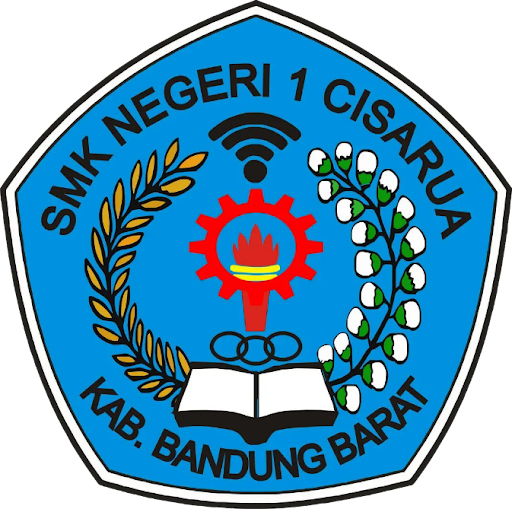 SMK NEGERI 1 CISARUA
KAB. BANDUNG BARAT